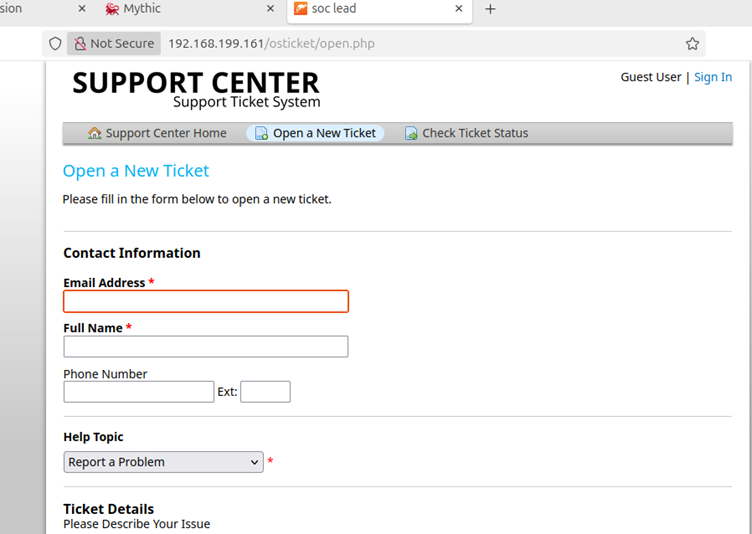 sion Mythic soc lead
Not Secure 192.168.199.161/osticket/open.php
SUPPORT CENTER
Support Ticket System
Guest User | Sign In
Support Center Home Open a New Ticket Check Ticket Status
Open a New Ticket
Please fill in the form below to open a new ticket.
Contact Information
Email Address *
Full Name *
Phone Number
Ext:
Help Topic
Report a Problem *
Ticket Details
Please Describe Your Issue